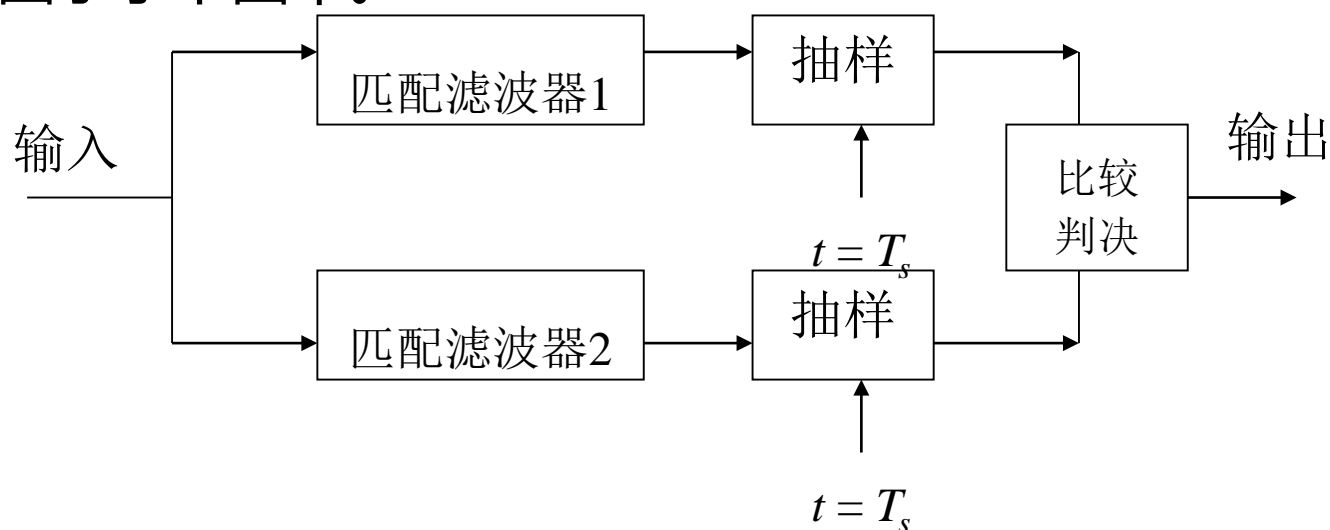 匹配滤波器1
抽样
输入
t = Ts
比较
判决
输出
匹配滤波器2
抽样
t = Ts